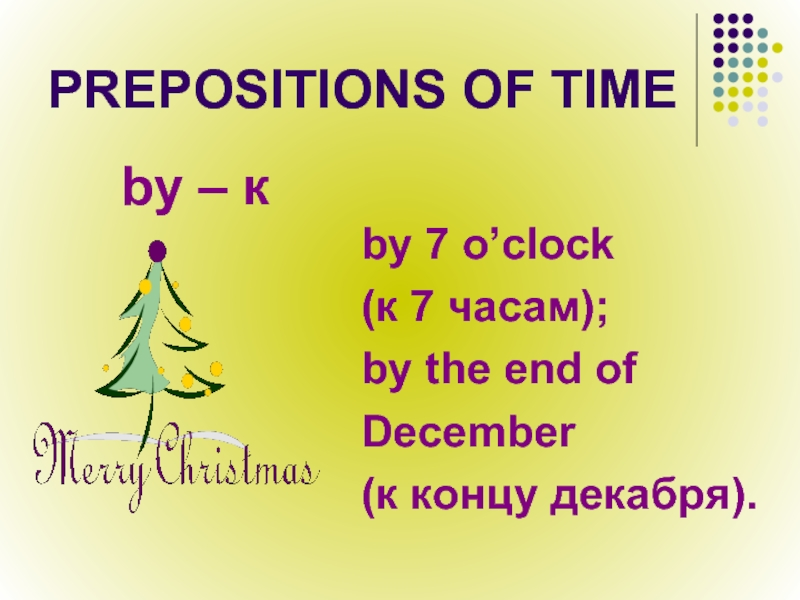 PREPOSITIONS OF TIME
by – к
by 7 o’clock
(к 7 часам);
by the end of
December
(к концу декабря).
Merry Christmas